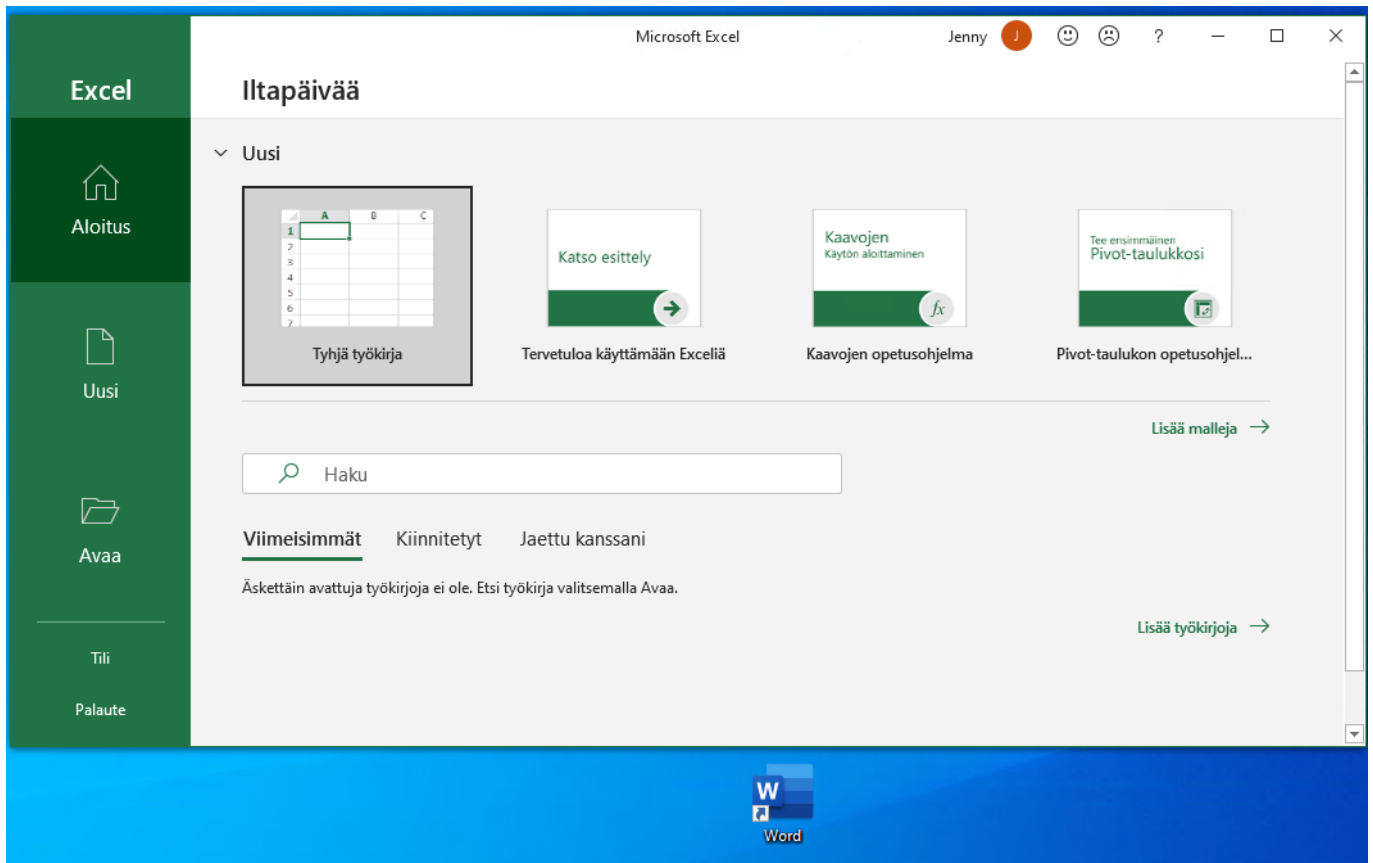 Microsoft Excel
Jenny
J
?
Excel
Iltapäivää
Aloitus
Uusi
Avaa
Tili
Palaute
Uusi
A B C
1
2
3
4
5
6
7
Tyhjä työkirja
Katso esittely
Tervetuloa käyttämään Exceliä
Kaavojen
Käytön aloittaminen
fx
Kaavojen opetusohjelma
Tee ensimmäinen
Pivot-taulukkosi
Pivot-taulukon opetusohjel...
Lisää malleja
Haku
Viimeisimmät Kiinnitetyt Jaettu kanssani
Äskettäin avattuja työkirjoja ei ole. Etsi työkirja valitsemalla Avaa.
Lisää työkirjoja
W
Word